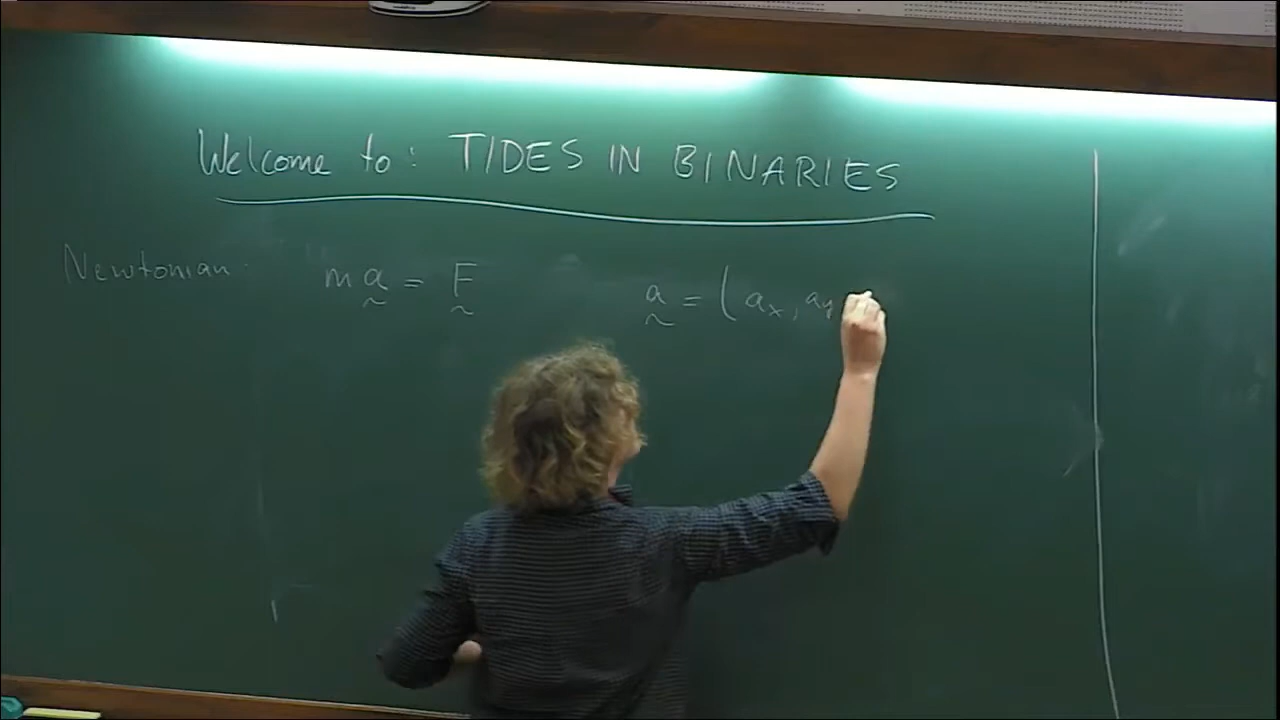 Welcome to: TIDES IN BINARIES
Newtonian: ma = F a = (ax, ay